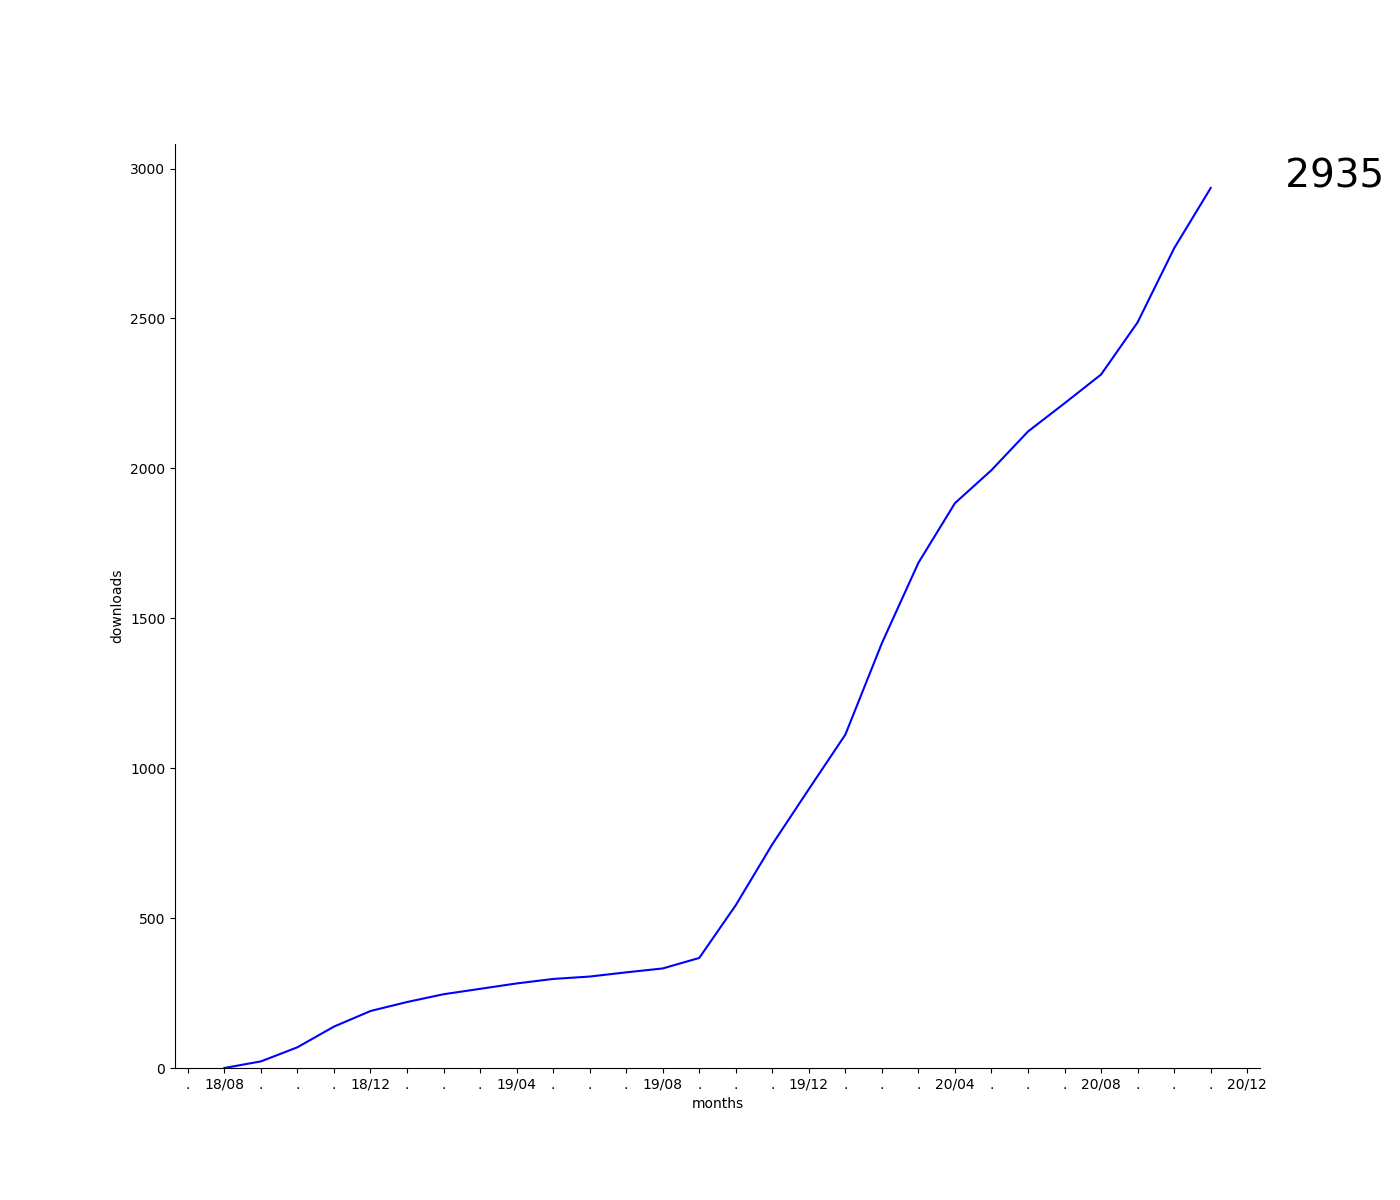 3000
2935
2500
2000
1500
1000
500
0
downloads
. 18/08 . . . 18/12 . . . 19/04 . . . 19/08 . . . 19/12 . . . 20/04 . . . 20/08 . . . 20/12
months